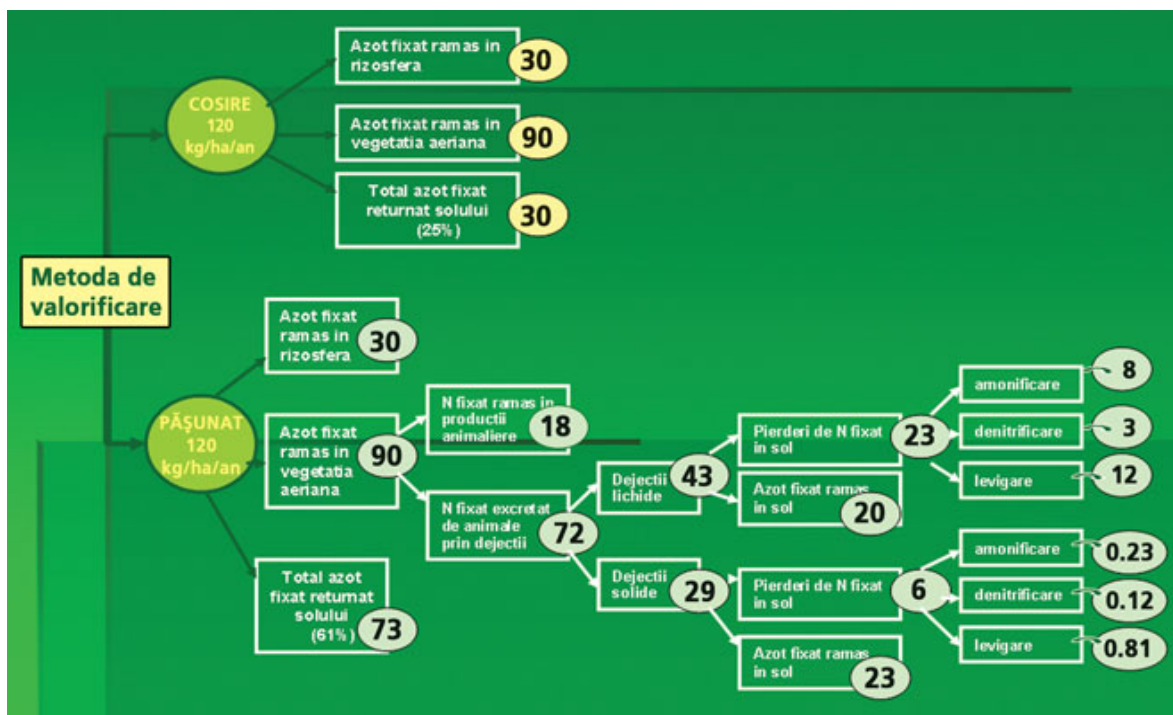 Azot fixat ramas in
rizosfera
30
COSIRE
120
kg/ha/an
Azot fixat ramas in
vegetatia aeriana
90
Total azot fixat
returnat solului
(25%)
30
Metoda de
valorificare
Azot fixat
ramas in
rizosfera
30
PĂŞUNAT
120
kg/ha/an
Azot fixat
ramas in
vegetatia
aeriana
90
Total azot
fixat returnat
solului
(61%)
73
N fixat ramas in
productii
animaliere
18
N fixat excretat
de animale
prin dejectii
72
Dejectii
lichide
43
Pierderi de N fixat
in sol
23
amonificare
8
denitrificare
3
levigare
12
Azot fixat ramas
in sol
20
Dejectii
solide
29
Pierderi de N fixat
in sol
6
amonificare
0.23
denitrificare
0.12
levigare
0.81
Azot fixat ramas
in sol
23